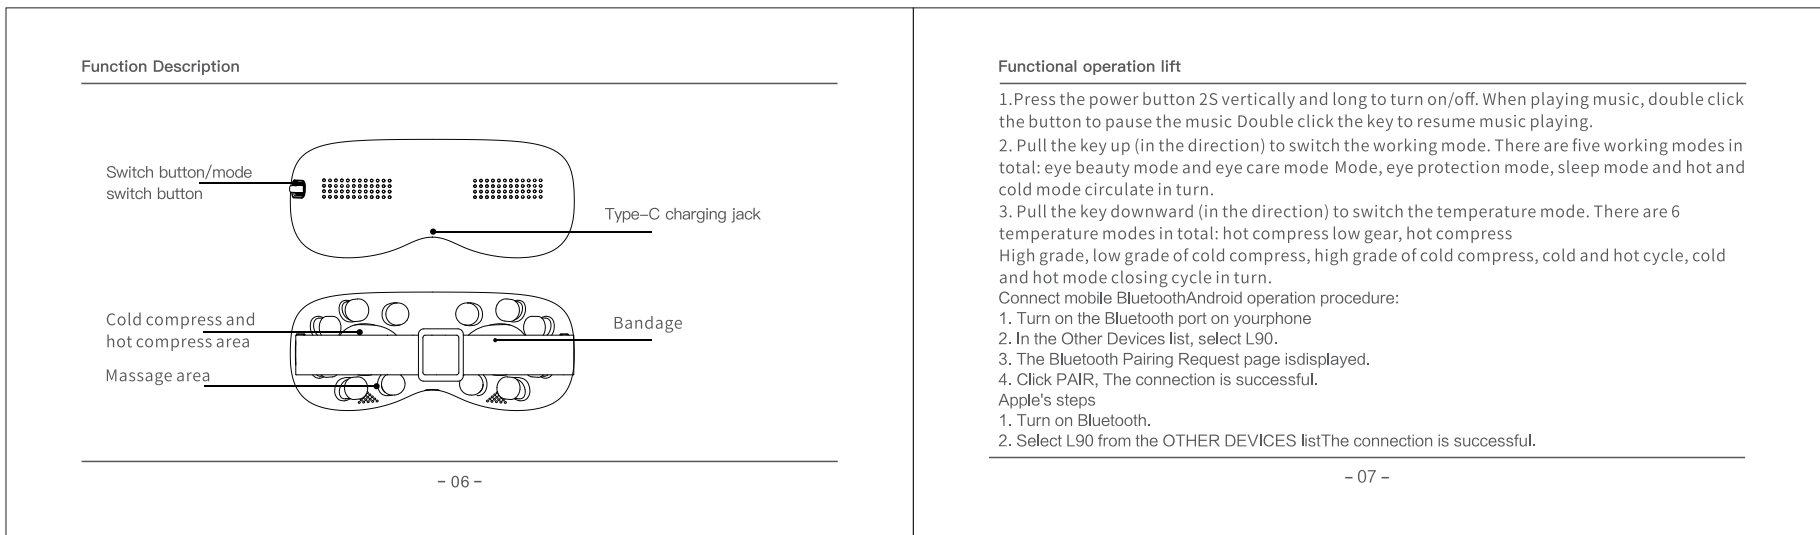 Function Description
Switch button/mode
switch button
Type-C charging jack
Cold compress and
hot compress area
Bandage
Massage area
- 06 -
Functional operation lift
1.Press the power button 2S vertically and long to turn on/off. When playing music, double click
the button to pause the music Double click the key to resume music playing.
2. Pull the key up (in the direction) to switch the working mode. There are five working modes in
total: eye beauty mode and eye care mode Mode, eye protection mode, sleep mode and hot and
cold mode circulate in turn.
3. Pull the key downward (in the direction) to switch the temperature mode. There are 6
temperature modes in total: hot compress low gear, hot compress
High grade, low grade of cold compress, high grade of cold compress, cold and hot cycle, cold
and hot mode closing cycle in turn.
Connect mobile BluetoothAndroid operation procedure:
1. Turn on the Bluetooth port on yourphone
2. In the Other Devices list, select L90.
3. The Bluetooth Pairing Request page isdisplayed.
4. Click PAIR, The connection is successful.
Apple's steps
1. Turn on Bluetooth.
2. Select L90 from the OTHER DEVICES listThe connection is successful.
- 07 -